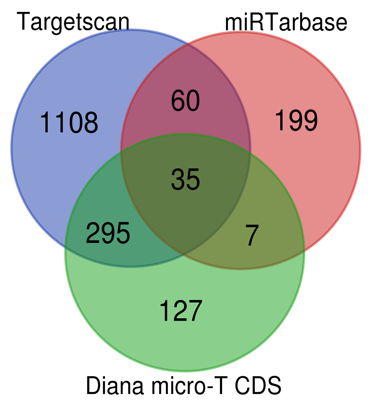 Targetscan miRTarbase
60
1108 199
35
295 7
127
Diana micro-T CDS